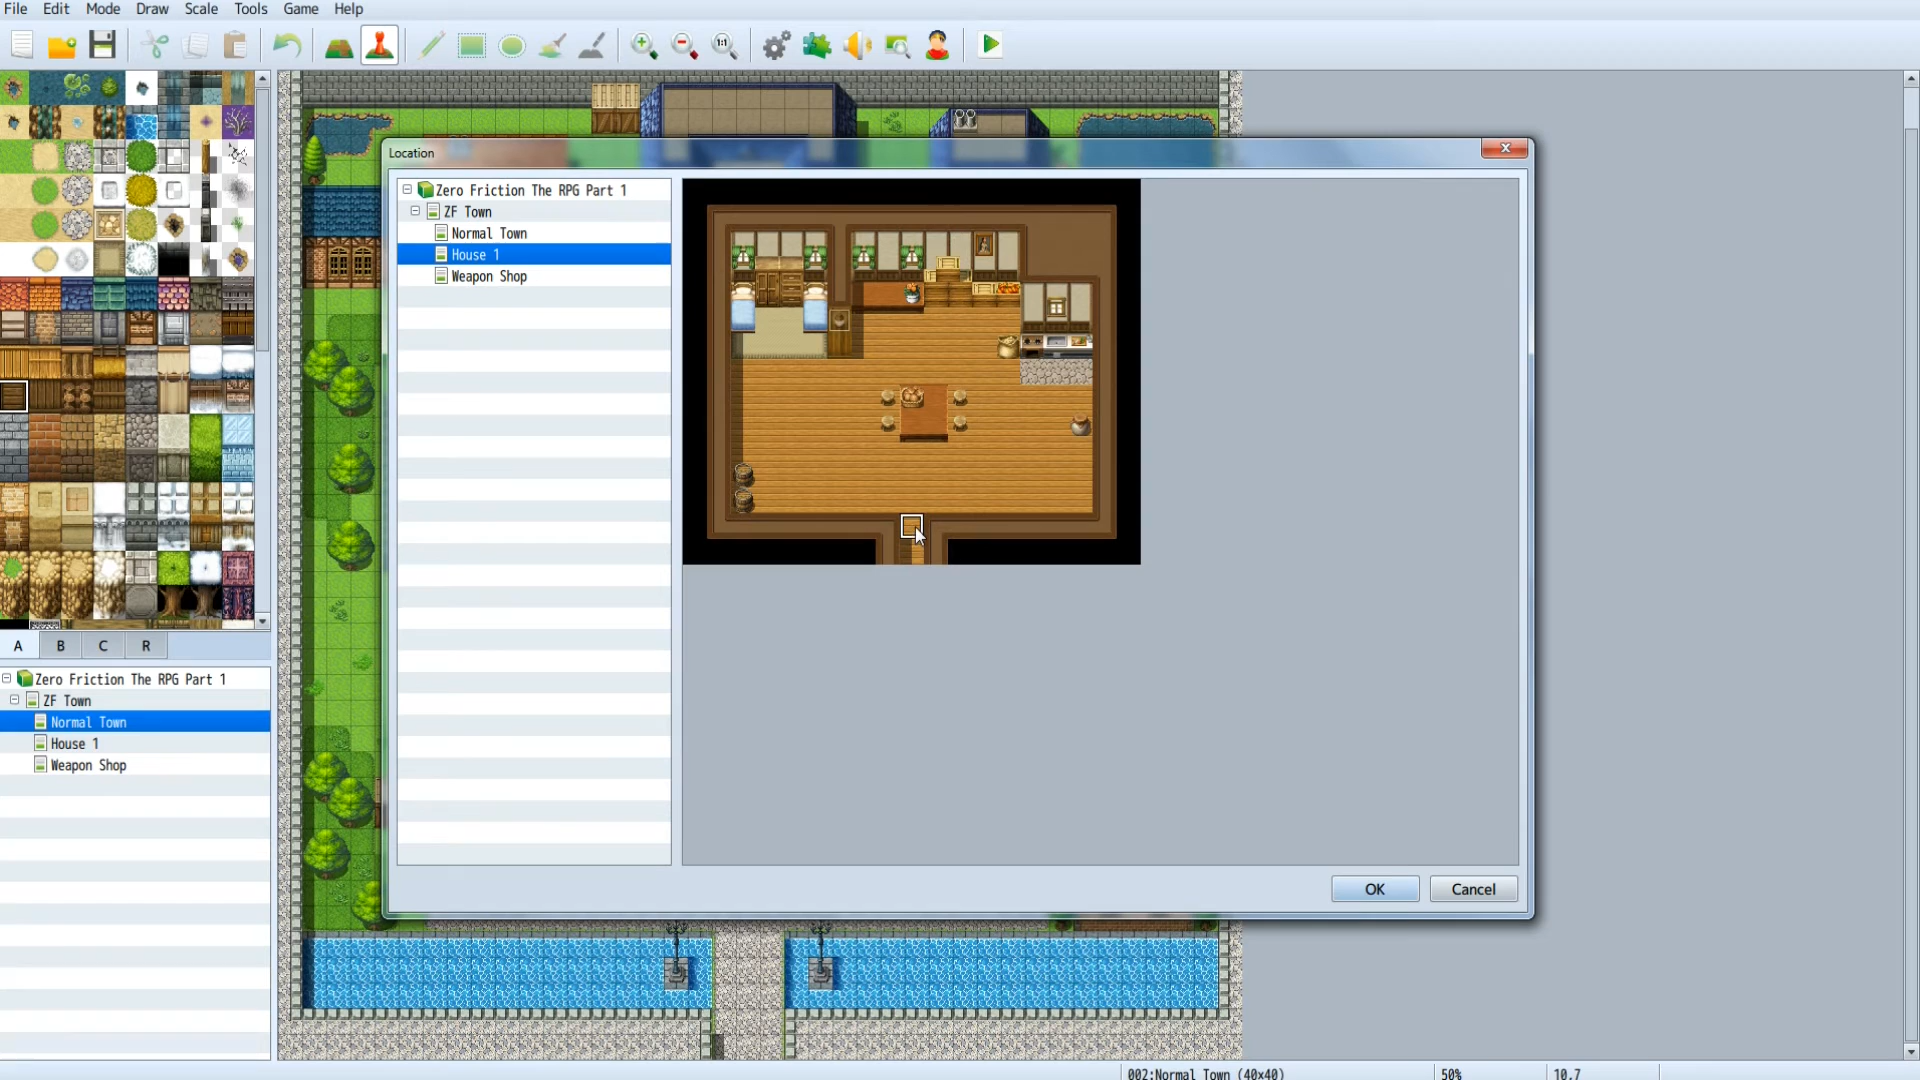 File Edit Mode Draw Scale Tools Game Help
1:1
Location
Zero Friction The RPG Part 1
ZF Town
Normal Town
House 1
Weapon Shop
A B C R
Zero Friction The RPG Part 1
ZF Town
Normal Town
House 1
Weapon Shop
OK Cancel
002:Normal Town (40x40) 50% 10,7